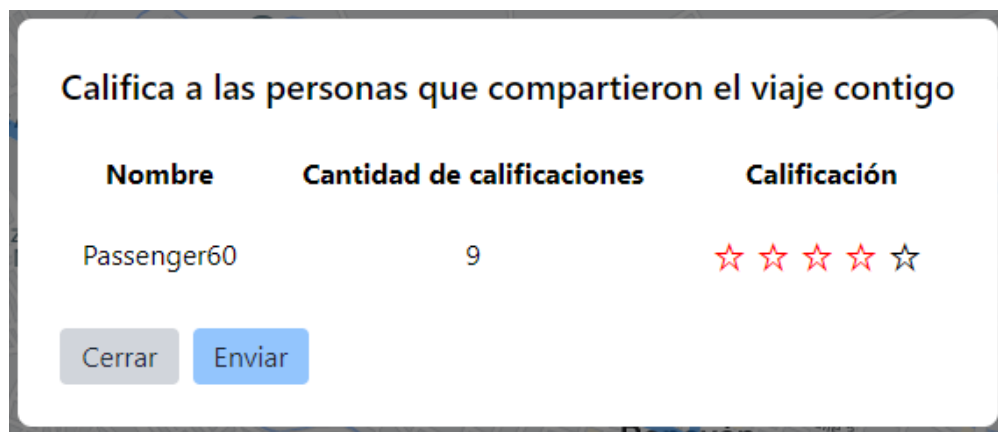 Califica a las personas que compartieron el viaje contigo
Nombre Cantidad de calificaciones Calificación
Passenger60 9 ☆ ☆ ☆ ☆ ☆
Cerrar Enviar